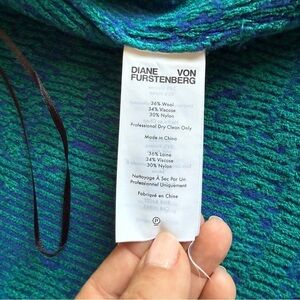 DIANE VON
FURSTENBERG
36% Wool
34% Viscose
30% Nylon
Professional Dry Clean Only
Made in China
36% Laine
34% Viscose
30% Nylon
Nettoyage À Sec Par Un
Professionnel Uniquement
Fabriqué en Chine
P